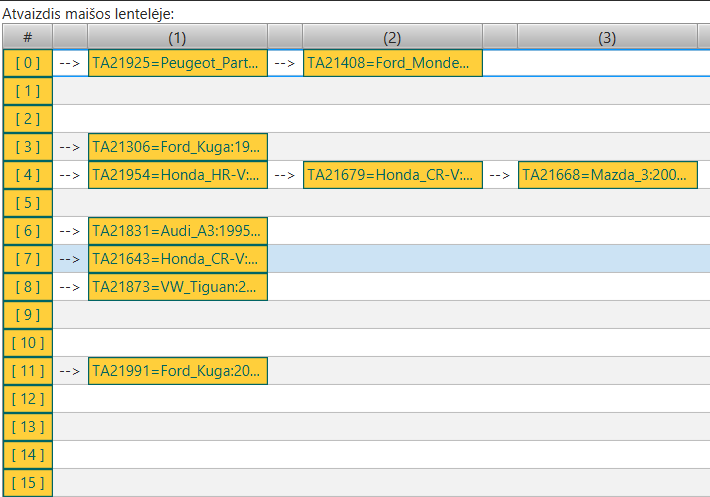 Atvaizdis maišos lentelėje:
# (1) (2) (3)
[ 0 ] --> TA21925=Peugeot_Part... --> TA21408=Ford_Monde...
[ 1 ]
[ 2 ]
[ 3 ] --> TA21306=Ford_Kuga:19...
[ 4 ] --> TA21954=Honda_HR-V:... --> TA21679=Honda_CR-V:... --> TA21668=Mazda_3:200...
[ 5 ]
[ 6 ] --> TA21831=Audi_A3:1995...
[ 7 ] --> TA21643=Honda_CR-V:...
[ 8 ] --> TA21873=VW_Tiguan:2...
[ 9 ]
[ 10 ]
[ 11 ] --> TA21991=Ford_Kuga:20...
[ 12 ]
[ 13 ]
[ 14 ]
[ 15 ]